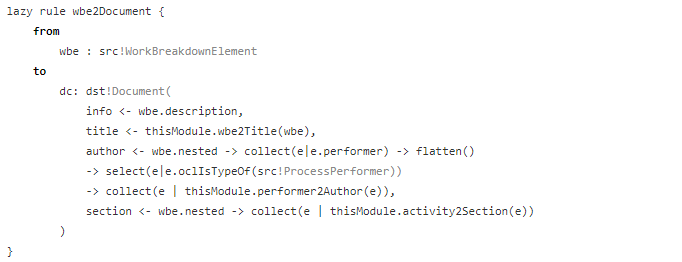 lazy rule wbe2Document {
    from
        wbe : src!WorkBreakdownElement
    to
        dc: dst!Document(
            info <- wbe.description,
            title <- thisModule.wbe2Title(wbe),
            author <- wbe.nested -> collect(e|e.performer) -> flatten()
            -> select(e|e.oclIsTypeOf(src!ProcessPerformer))
            -> collect(e | thisModule.performer2Author(e)),
            section <- wbe.nested -> collect(e | thisModule.activity2Section(e))
        )
}